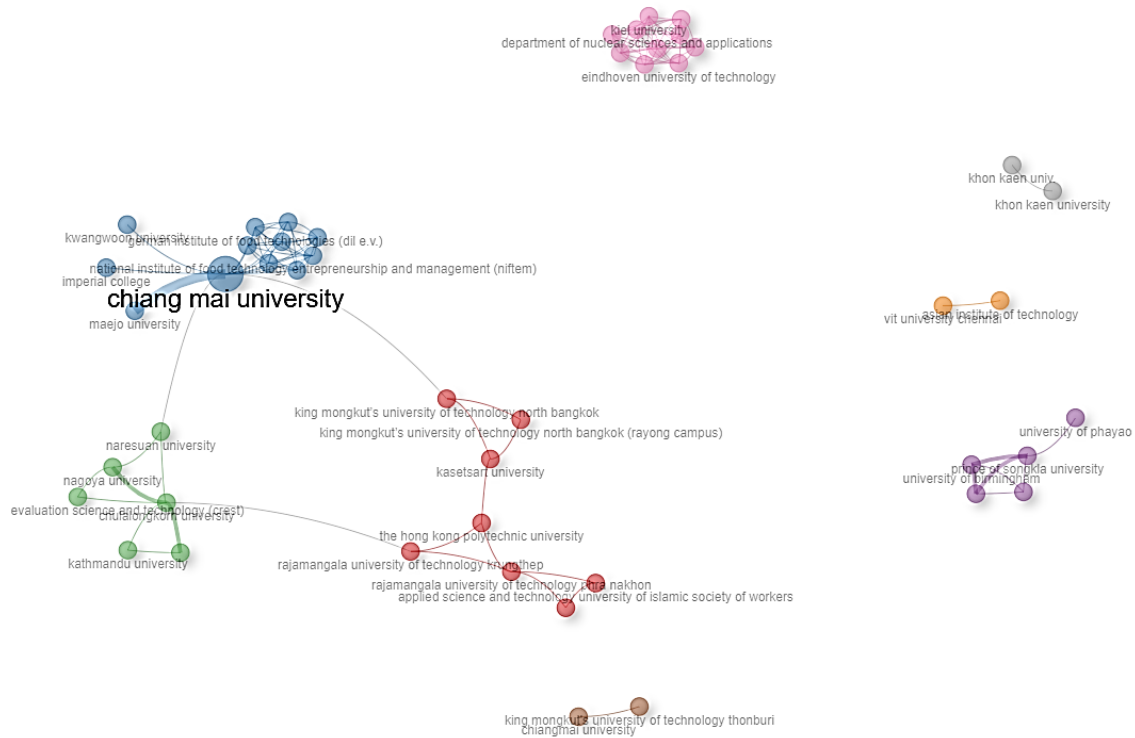 kiel university
department of nuclear sciences and applications
eindhoven university of technology
khon kaen univ.
khon kaen university
kwangwoon university
german institute of food technologies (dil e.v.)
national institute of food technology entrepreneurship and management (niftem)
imperial college
chiang mai university
maejo university
vit university chennai
asian institute of technology
king mongkut's university of technology north bangkok
king mongkut's university of technology north bangkok (rayong campus)
kasetsart university
university of phayao
prince of songkla university
university of birmingham
naresuan university
nagoya university
evaluation science and technology (crest)
chulalongkorn university
kathmandu university
the hong kong polytechnic university
rajamangala university of technology krungthep
rajamangala university of technology phra nakhon
applied science and technology university of islamic society of workers
king mongkut's university of technology thonburi
chiangmai university